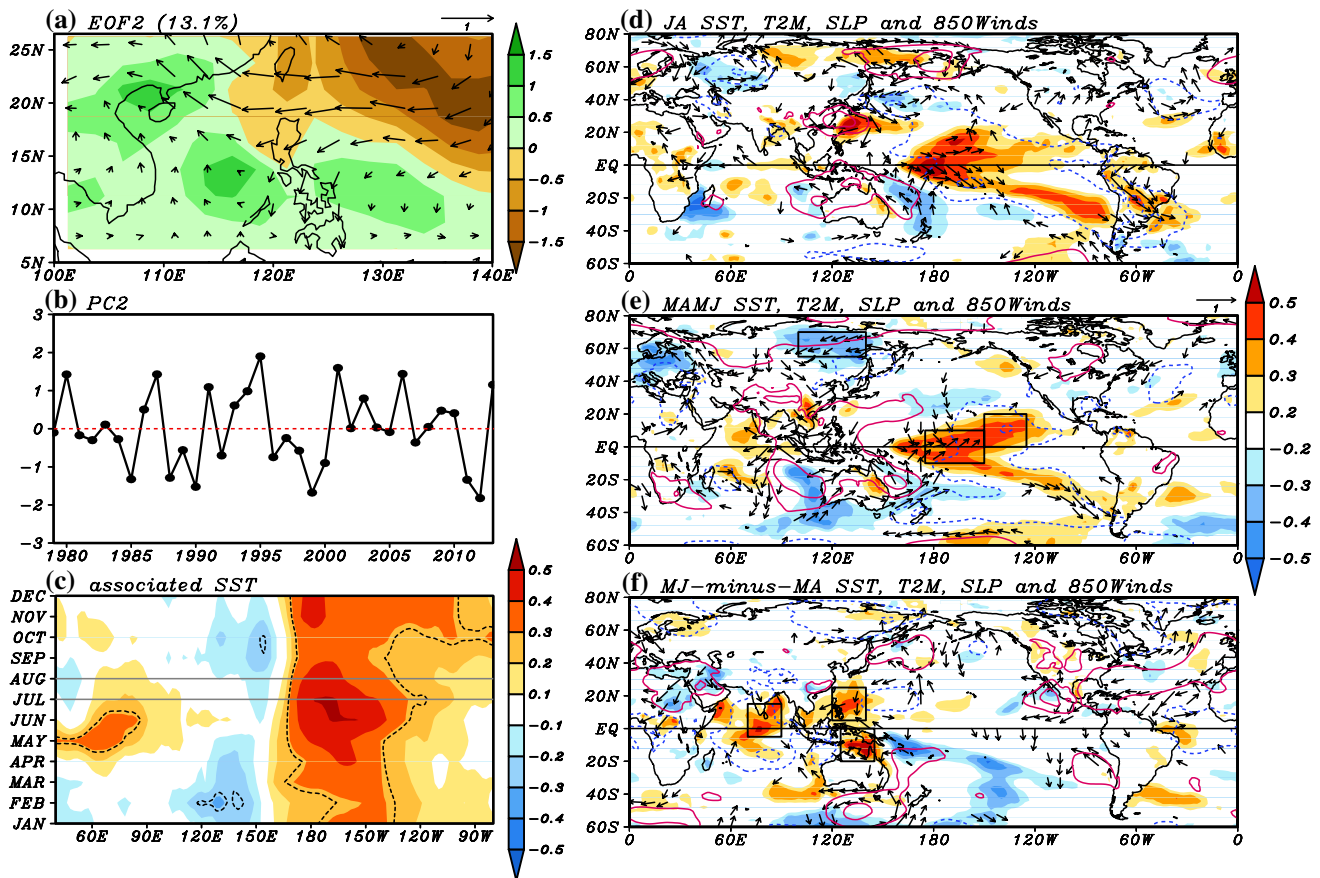 (a) EOF2 (13.1%)
1
25N
20N
15N
10N
5N
100E 110E 120E 130E 140E
1.5
1
0.5
0
−0.5
−1
−1.5
(b) PC2
3
2
1
0
−1
−2
−3
1980 1985 1990 1995 2000 2005 2010
(c) associated SST
DEC
NOV
OCT
SEP
AUG
JUL
JUN
MAY
APR
MAR
FEB
JAN
60E 90E 120E 150E 180 150W 120W 90W
0.5
0.4
0.3
0.2
0.1
−0.1
−0.2
−0.3
−0.4
−0.5
(d) JA SST, T2M, SLP and 850Winds
80N
60N
40N
20N
EQ
20S
40S
60S
0 60E 120E 180 120W 60W 0
(e) MAMJ SST, T2M, SLP and 850Winds
1
80N
60N
40N
20N
EQ
20S
40S
60S
0 60E 120E 180 120W 60W 0
0.5
0.4
0.3
0.2
−0.2
−0.3
−0.4
−0.5
(f) MJ−minus−MA SST, T2M, SLP and 850Winds
80N
60N
40N
20N
EQ
20S
40S
60S
0 60E 120E 180 120W 60W 0